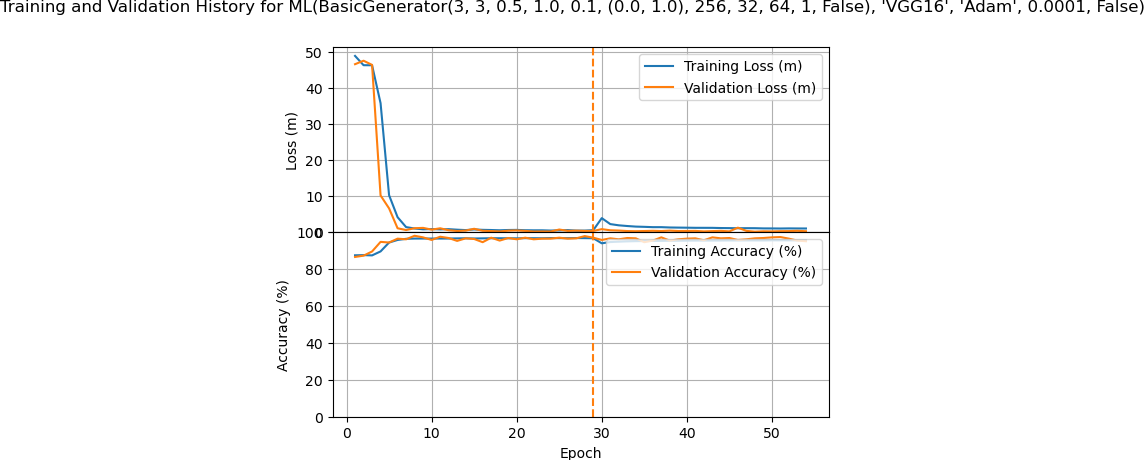 Training and Validation History for ML(BasicGenerator(3, 3, 0.5, 1.0, 0.1, (0.0, 1.0), 256, 32, 64, 1, False), 'VGG16', 'Adam', 0.0001, False)
50
40
30
20
10
0
Loss (m)
Training Loss (m)
Validation Loss (m)
100
80
60
40
20
0
Accuracy (%)
Training Accuracy (%)
Validation Accuracy (%)
0 10 20 30 40 50
Epoch